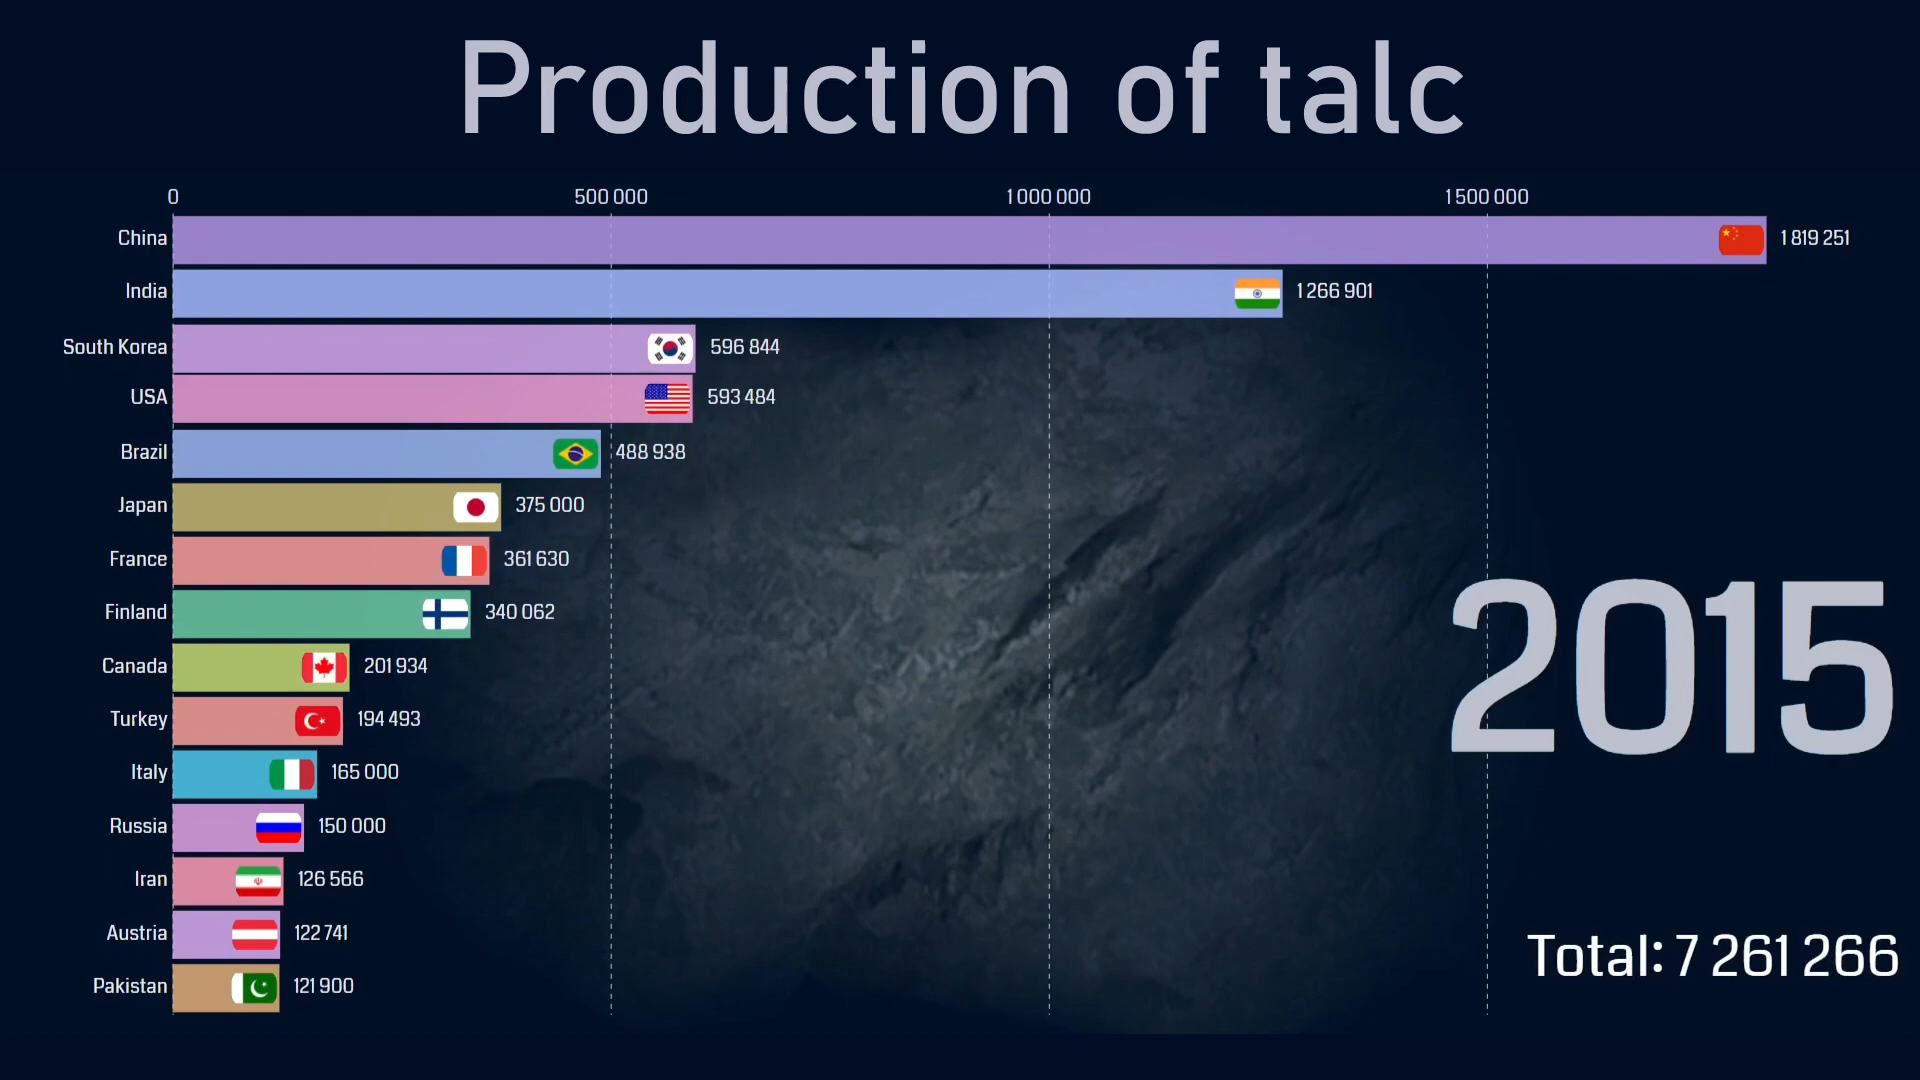 Production of talc
0 500 000 1 000 000 1 500 000
China 1 819 251
India 1 266 901
South Korea 596 844
USA 593 484
Brazil 488 938
Japan 375 000
France 361 630
Finland 340 062
Canada 201 934
Turkey 194 493
Italy 165 000
Russia 150 000
Iran 126 566
Austria 122 741
Pakistan 121 900
2015
Total: 7 261 266